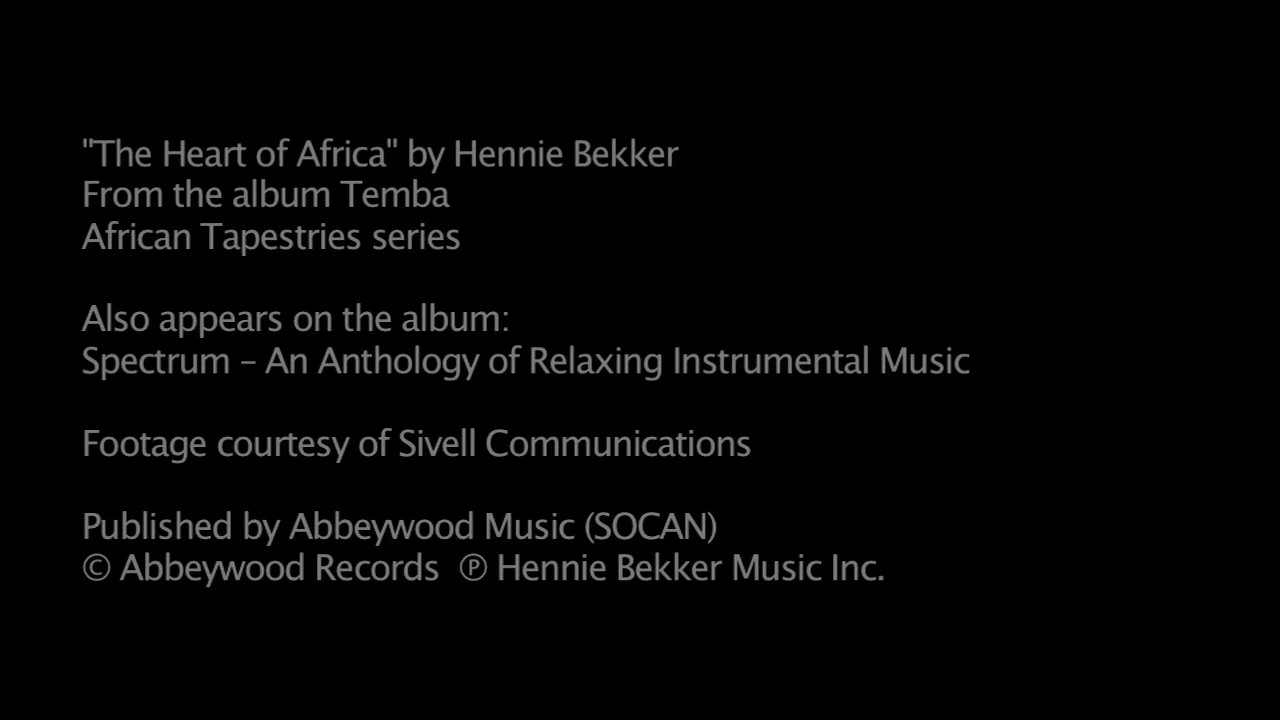 "The Heart of Africa" by Hennie Bekker
From the album Temba
African Tapestries series
Also appears on the album:
Spectrum – An Anthology of Relaxing Instrumental Music
Footage courtesy of Sivell Communications
Published by Abbeywood Music (SOCAN)
© Abbeywood Records  ℗ Hennie Bekker Music Inc.